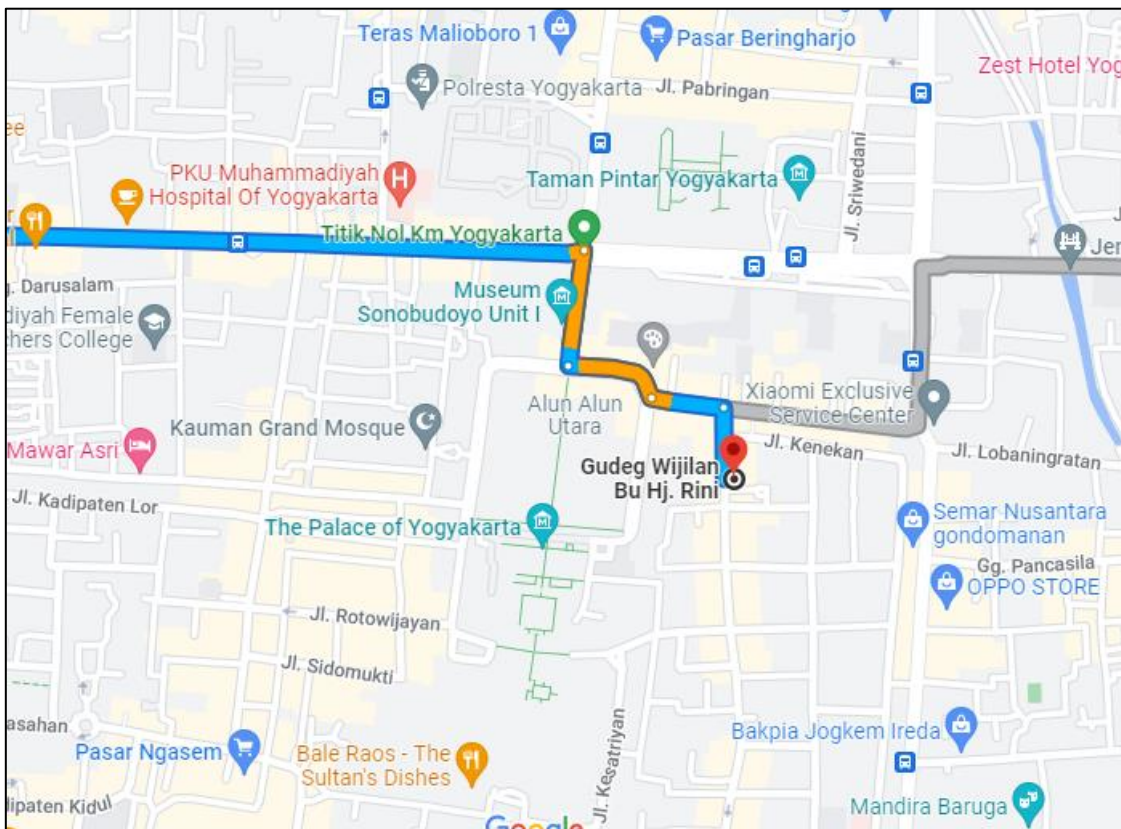 Teras Malioboro 1
Pasar Beringharjo
Zest Hotel Yog
Polresta Yogyakarta
Jl. Pabringan
ee
PKU Muhammadiyah
Hospital Of Yogyakarta
H
Taman Pintar Yogyakarta
Jl. Sriwedani
r
Titik Nol Km Yogyakarta
J
Jer
g. Darusalam
Museum
Sonobudoyo Unit I
diyah Female
chers College
Alun Alun
Utara
Xiaomi Exclusive
Service Center
Kauman Grand Mosque
Jl. Kenekan
Jl. Lobaningratan
Mawar Asri
Gudeg Wijilan
Bu Hj. Rini
Jl. Kadipaten Lor
The Palace of Yogyakarta
Semar Nusantara
gondomanan
Gg. Pancasila
OPPO STORE
Jl. Rotowijayan
Jl. Sidomukti
asahan
Pasar Ngasem
Bale Raos - The
Sultan's Dishes
Jl. Kesatriyan
Bakpia Jogkem Ireda
dipaten Kidul
Mandira Baruga
Google